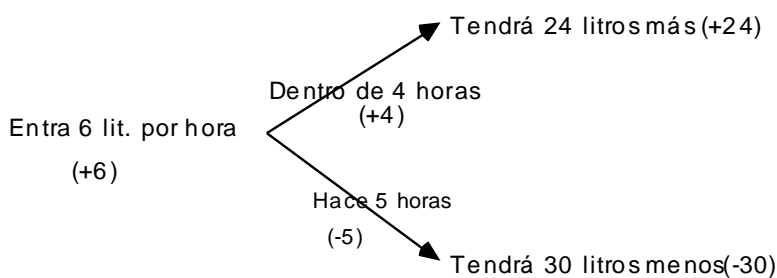 Tendrá 24 litros más (+24)
Dentro de 4 horas
(+4)
Entra 6 lit. por hora
(+6)
Hace 5 horas
(-5)
Tendrá 30 litros menos(-30)